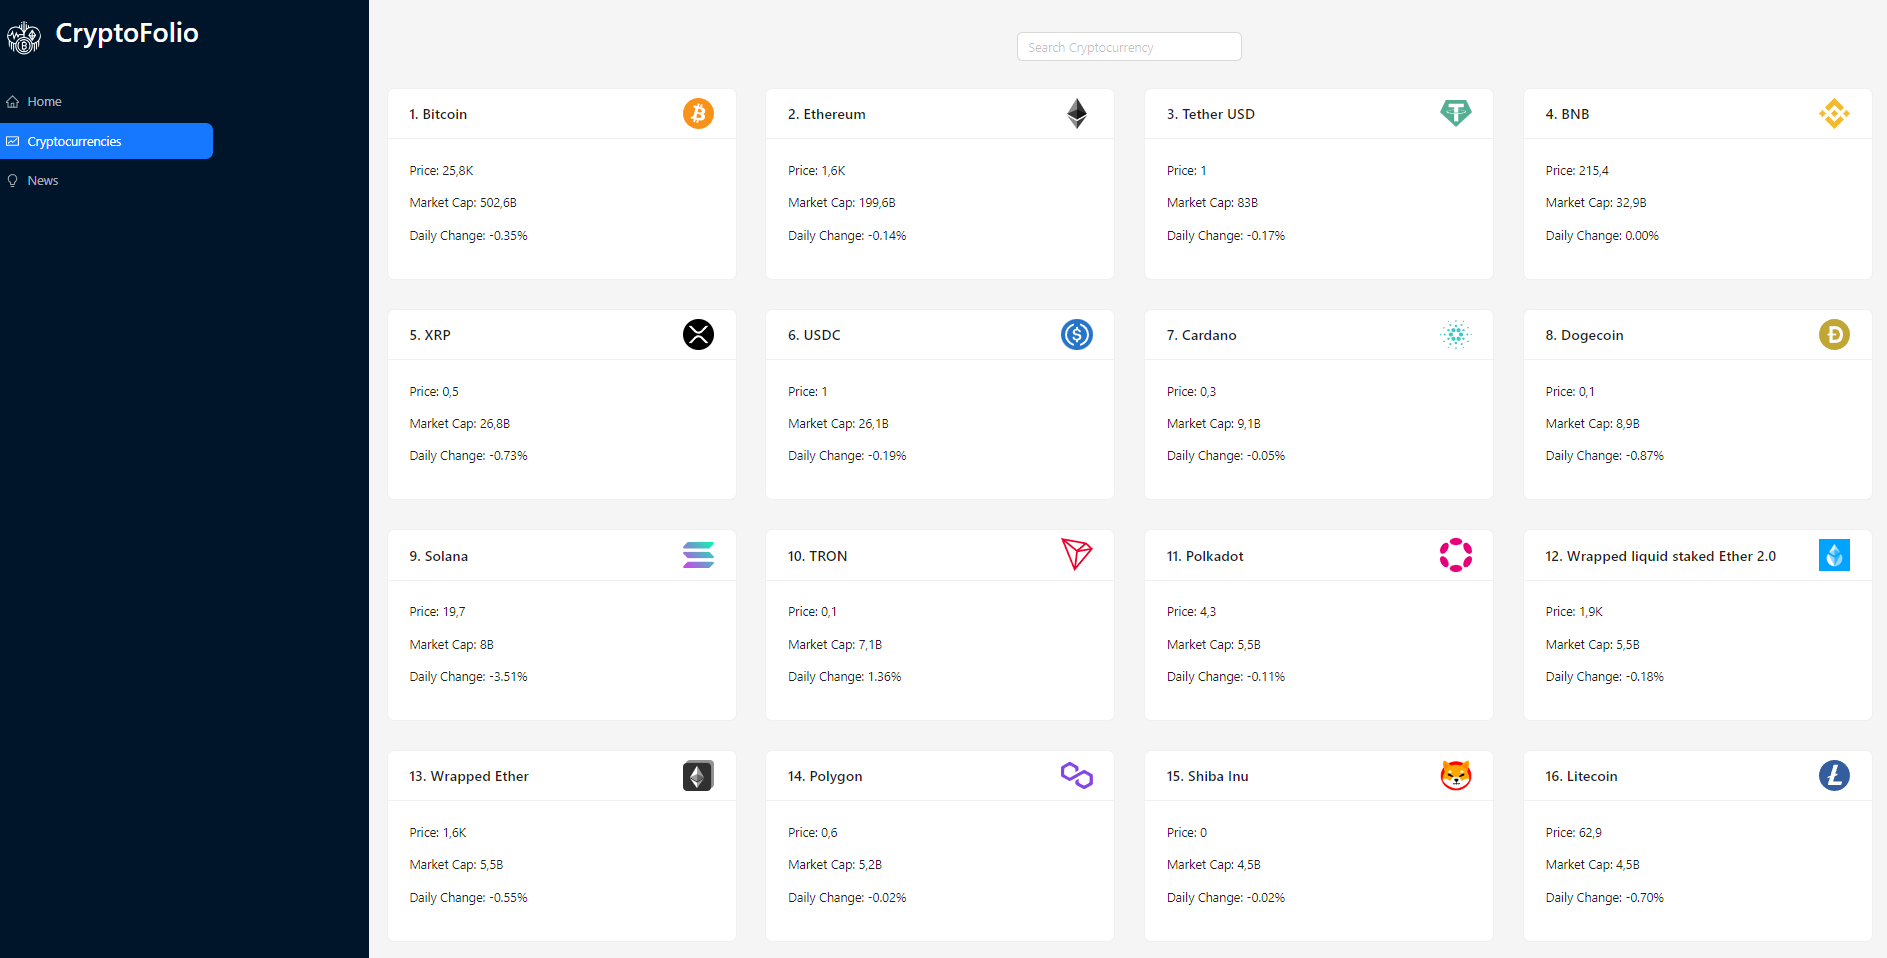 CryptoFolio
Home
Cryptocurrencies
News
Search Cryptocurrency
1. Bitcoin
Price: 25,8K
Market Cap: 502,6B
Daily Change: -0.35%
2. Ethereum
Price: 1,6K
Market Cap: 199,6B
Daily Change: -0.14%
3. Tether USD
Price: 1
Market Cap: 83B
Daily Change: -0.17%
4. BNB
Price: 215,4
Market Cap: 32,9B
Daily Change: 0.00%
5. XRP
Price: 0,5
Market Cap: 26,8B
Daily Change: -0.73%
6. USDC
Price: 1
Market Cap: 26,1B
Daily Change: -0.19%
7. Cardano
Price: 0,3
Market Cap: 9,1B
Daily Change: -0.05%
8. Dogecoin
Price: 0,1
Market Cap: 8,9B
Daily Change: -0.87%
9. Solana
Price: 19,7
Market Cap: 8B
Daily Change: -3.51%
10. TRON
Price: 0,1
Market Cap: 7,1B
Daily Change: 1.36%
11. Polkadot
Price: 4,3
Market Cap: 5,5B
Daily Change: -0.11%
12. Wrapped liquid staked Ether 2.0
Price: 1,9K
Market Cap: 5,5B
Daily Change: -0.18%
13. Wrapped Ether
Price: 1,6K
Market Cap: 5,5B
Daily Change: -0.55%
14. Polygon
Price: 0,6
Market Cap: 5,2B
Daily Change: -0.02%
15. Shiba Inu
Price: 0
Market Cap: 4,5B
Daily Change: -0.02%
16. Litecoin
Price: 62,9
Market Cap: 4,5B
Daily Change: -0.70%